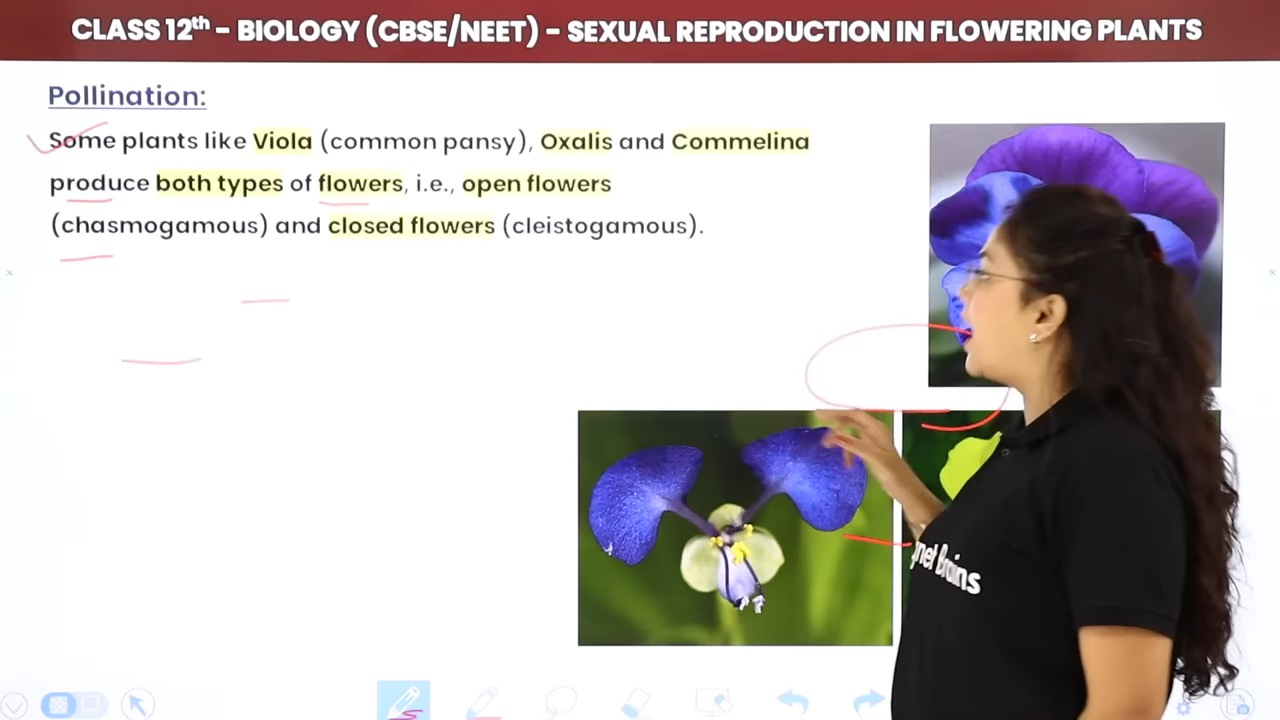 CLASS 12th - BIOLOGY (CBSE/NEET) - SEXUAL REPRODUCTION IN FLOWERING PLANTS
Pollination:
Some plants like Viola (common pansy), Oxalis and Commelina
produce both types of flowers, i.e., open flowers
(chasmogamous) and closed flowers (cleistogamous).
Brains